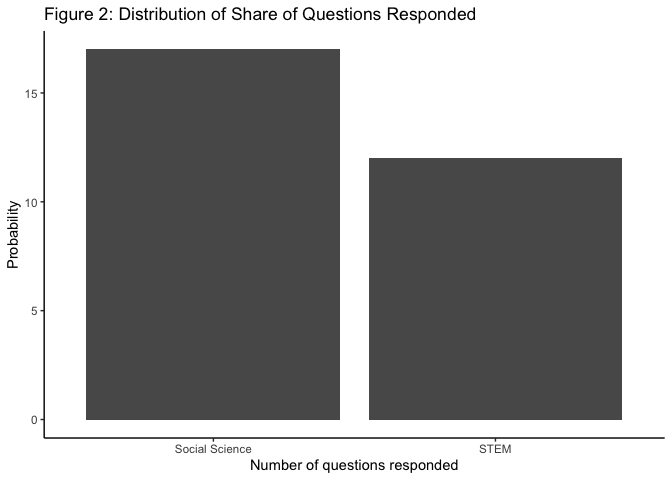 Figure 2: Distribution of Share of Questions Responded
Probability
15
10
5
0
Social Science
STEM
Number of questions responded